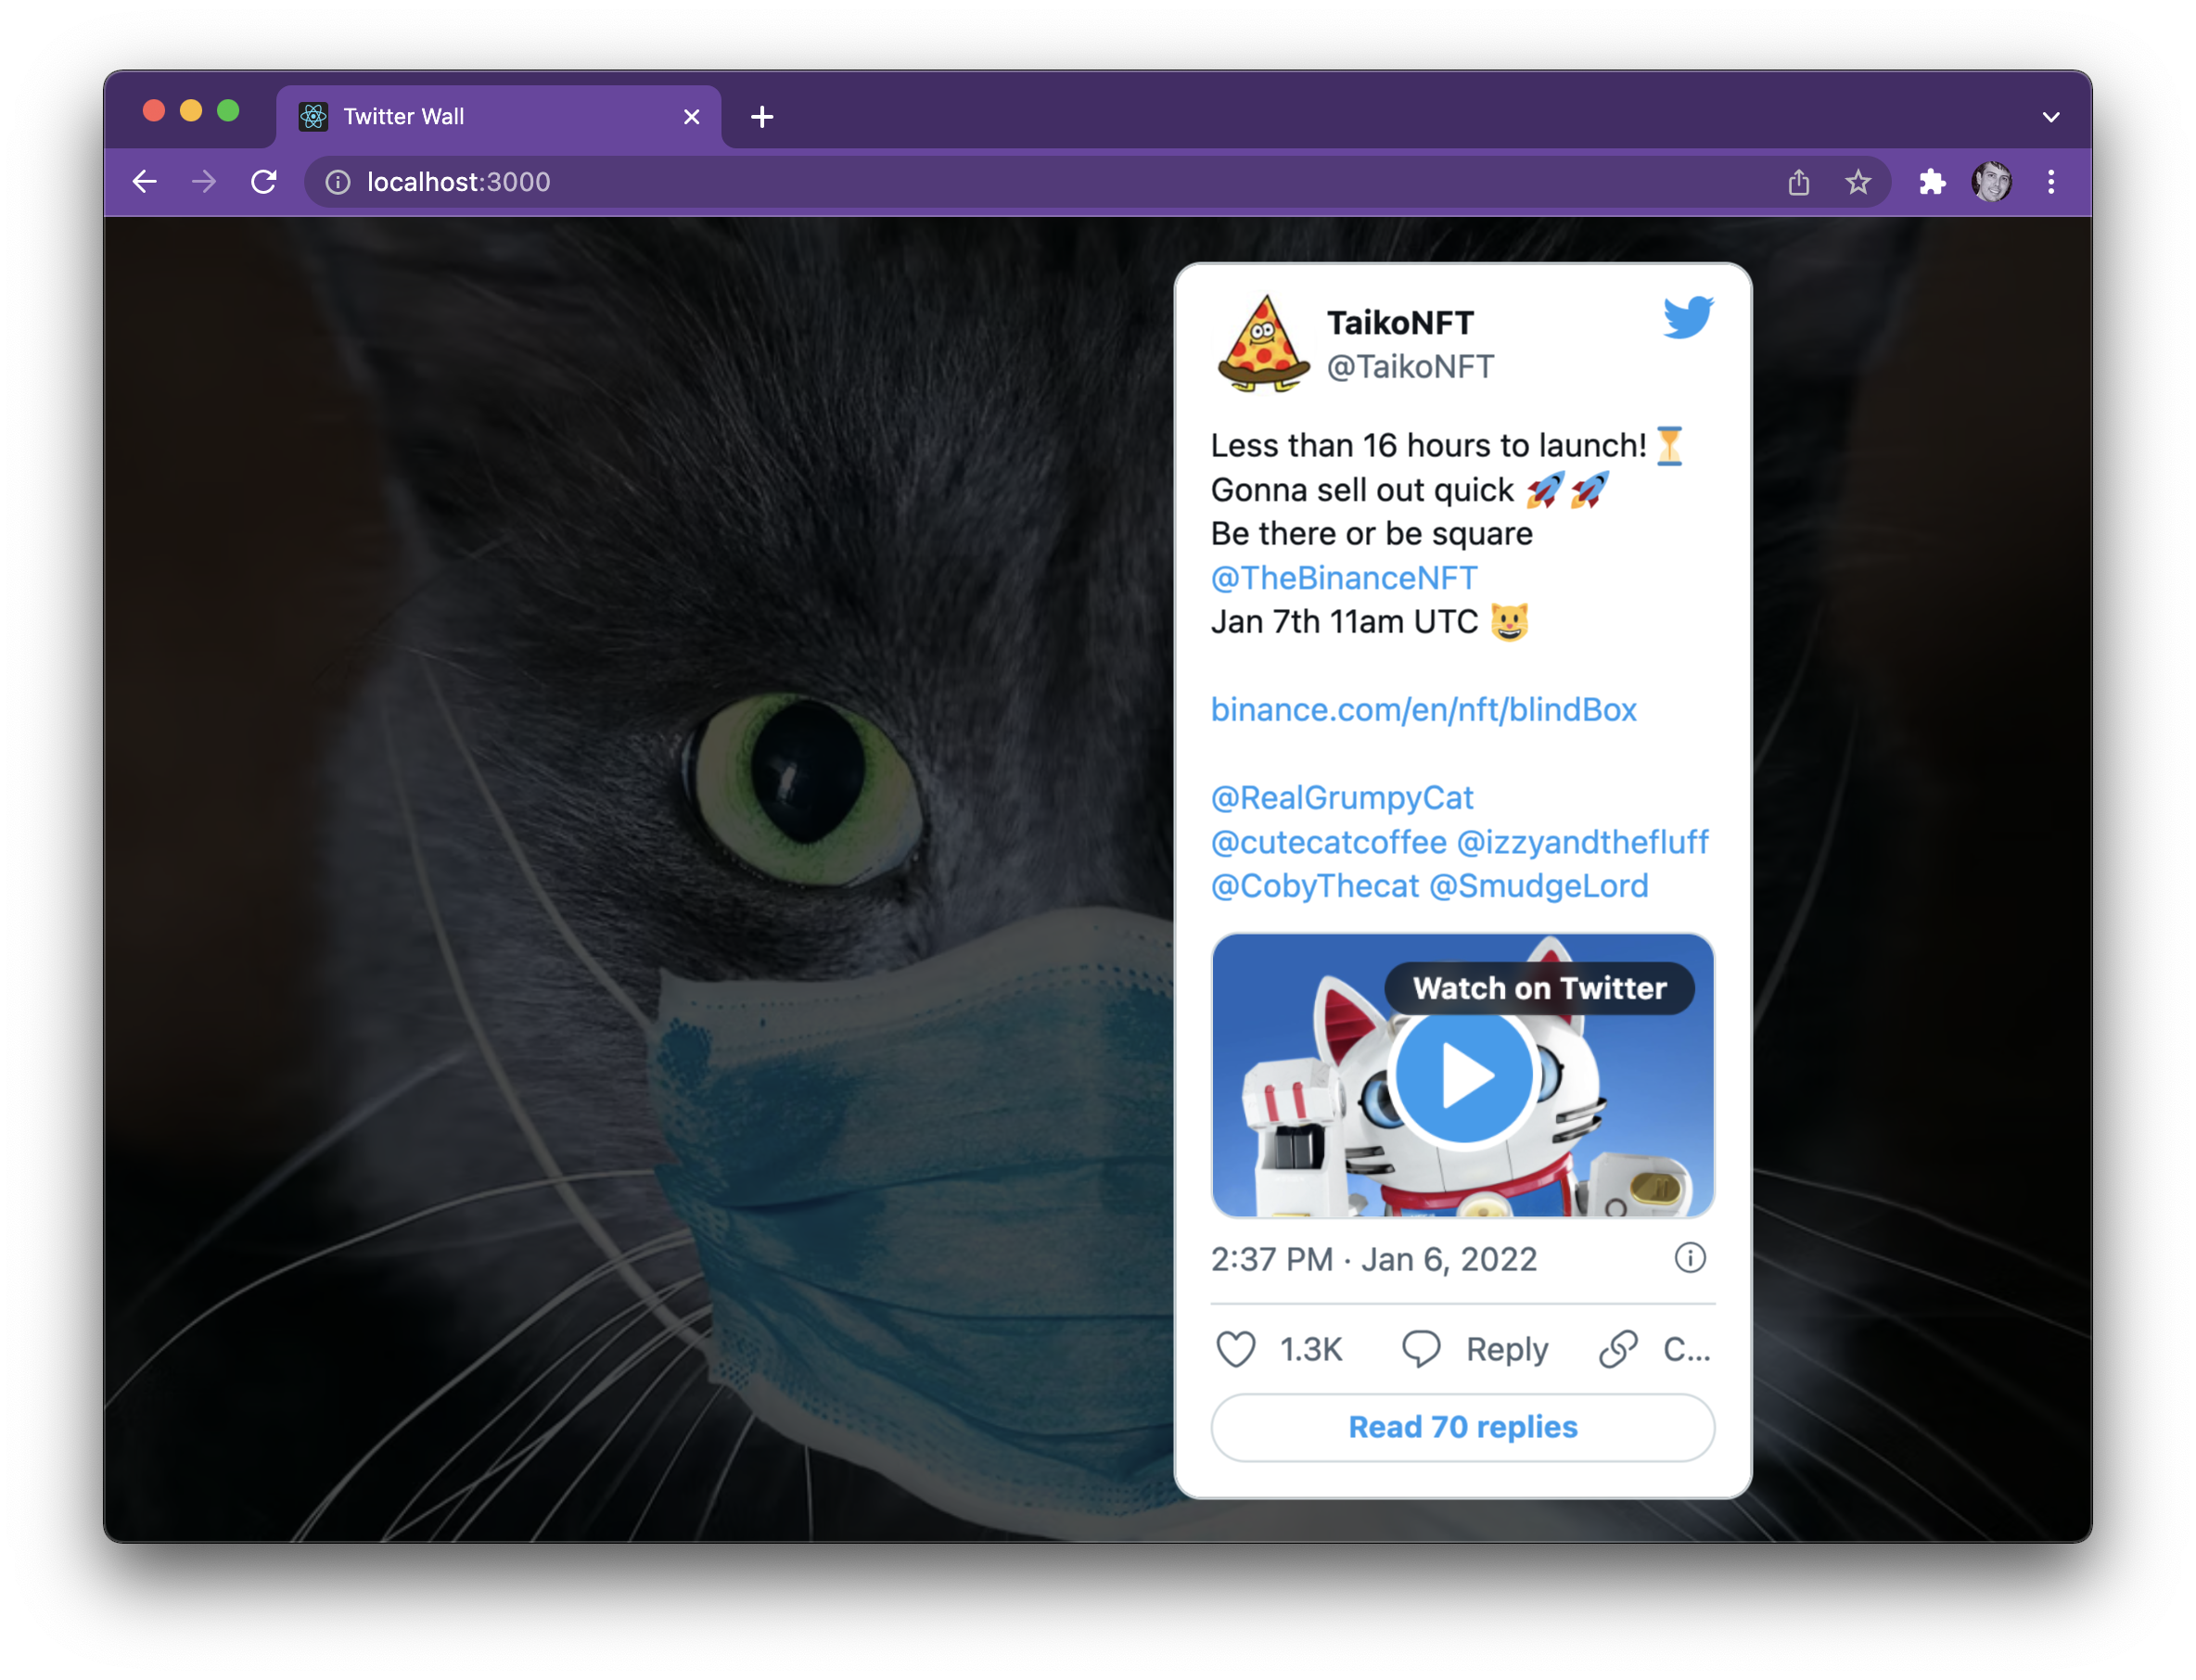 Twitter Wall
localhost:3000
TaikoNFT
@TaikoNFT
Less than 16 hours to launch! ⏳
Gonna sell out quick 🚀🚀
Be there or be square
@TheBinanceNFT
Jan 7th 11am UTC 😺
binance.com/en/nft/blindBox
@RealGrumpyCat
@cutecatcoffee @izzyandthefluff
@CobyThecat @SmudgeLord
Watch on Twitter
2:37 PM · Jan 6, 2022
1.3K Reply C...
Read 70 replies